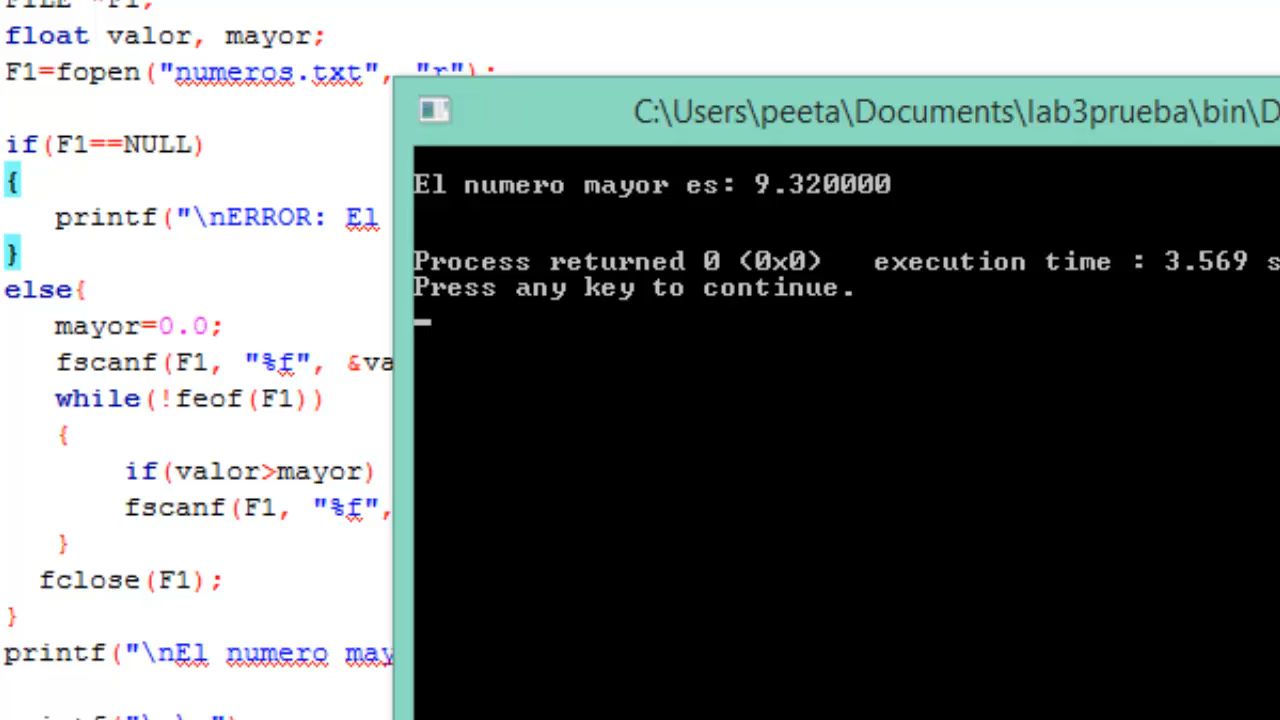 FILE *F1;
float valor, mayor;
F1=fopen("numeros.txt", "r");
if(F1==NULL)
{
printf("\nERROR: El
}
else{
mayor=0.0;
fscanf(F1, "%f", &va
while(!feof(F1))
{
if(valor>mayor)
fscanf(F1, "%f",
}
fclose(F1);
}
printf("\nEl numero may
C:\Users\peeta\Documents\lab3prueba\bin\D
El numero mayor es: 9.320000
Process returned 0 (0x0) execution time : 3.569 s
Press any key to continue.